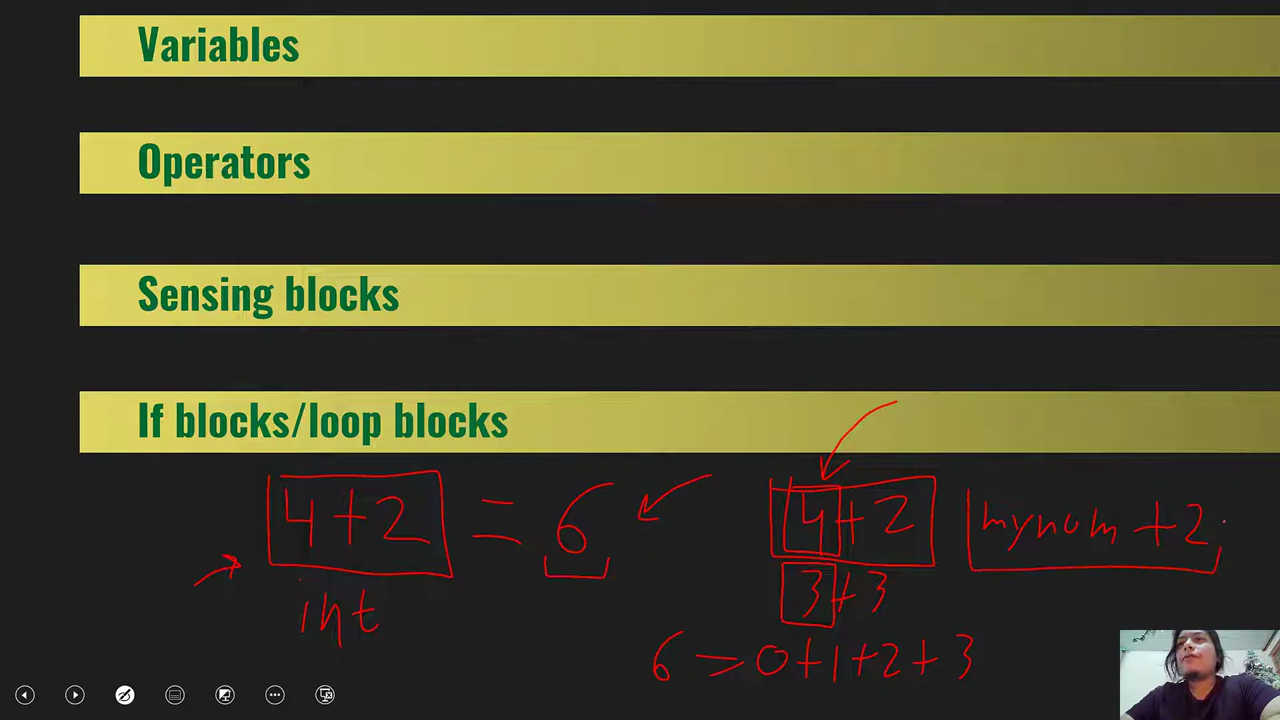 Variables
Operators
Sensing blocks
If blocks/loop blocks
4+2 = 6
4+2
mynum +2;
int
3+3
6 = 0+1+2+3